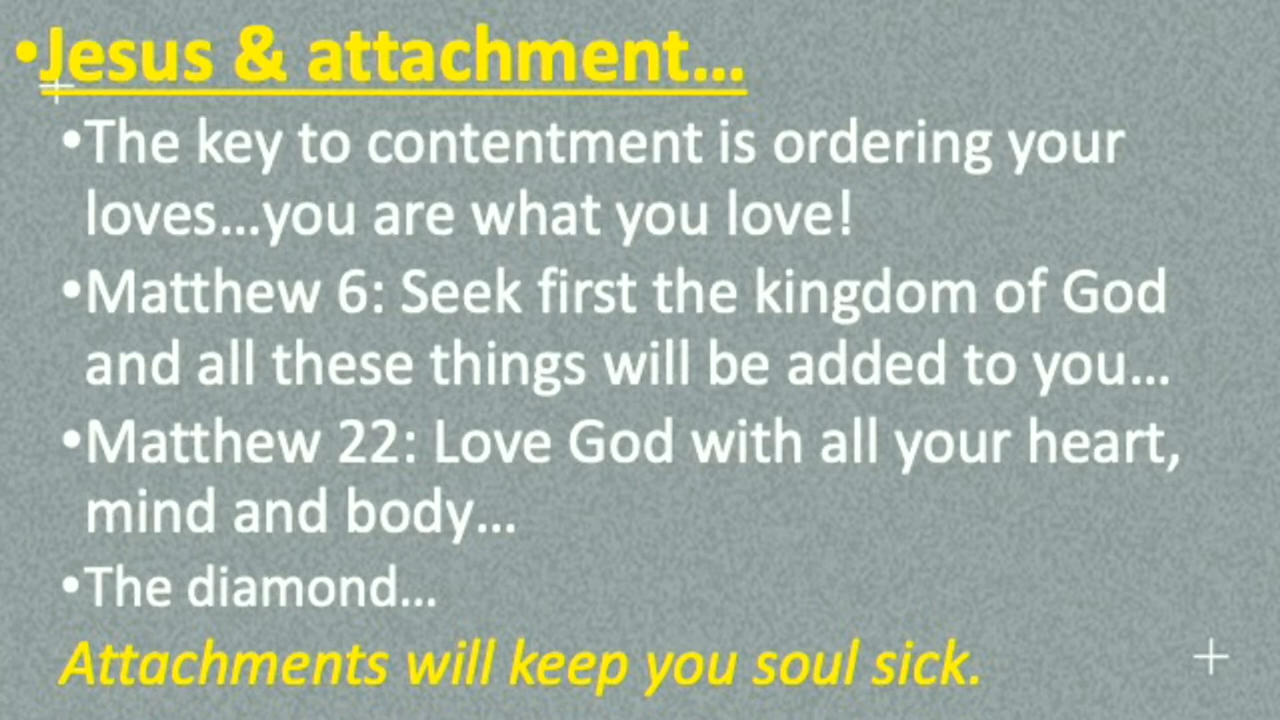 •Jesus & attachment…
•The key to contentment is ordering your
loves…you are what you love!
•Matthew 6: Seek first the kingdom of God
and all these things will be added to you…
•Matthew 22: Love God with all your heart,
mind and body…
•The diamond…
Attachments will keep you soul sick.